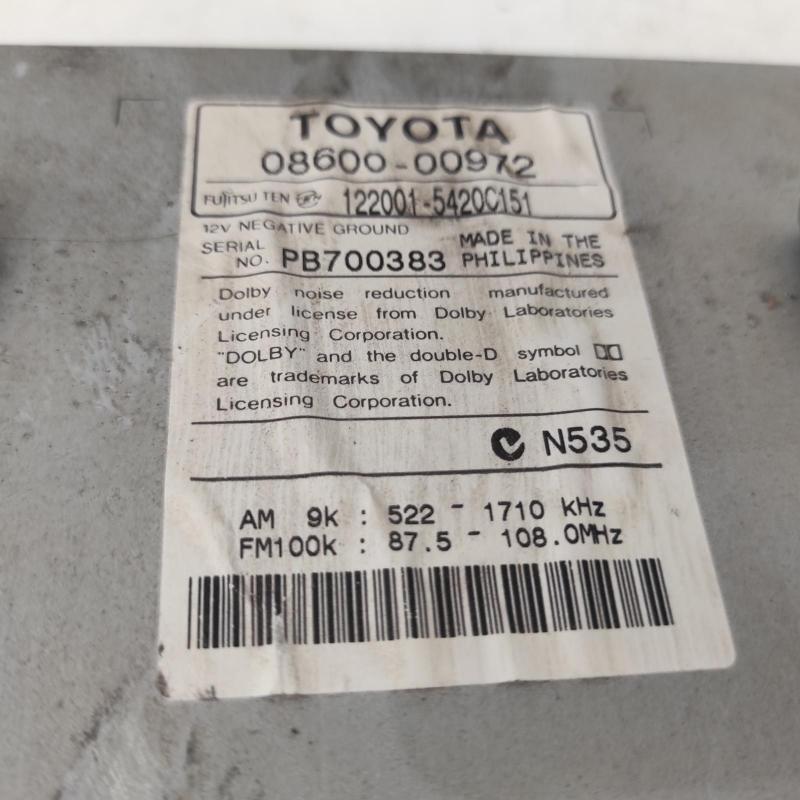 TOYOTA
08600-00972
FUJITSU TEN 122001-5420C151
12V NEGATIVE GROUND
SERIAL NO. PB700383 MADE IN THE PHILIPPINES
Dolby noise reduction manufactured
under license from Dolby Laboratories
Licensing Corporation.
"DOLBY" and the double-D symbol
are trademarks of Dolby Laboratories
Licensing Corporation.
N535
AM 9k : 522 - 1710 kHz
FM100k : 87.5 - 108.0MHz